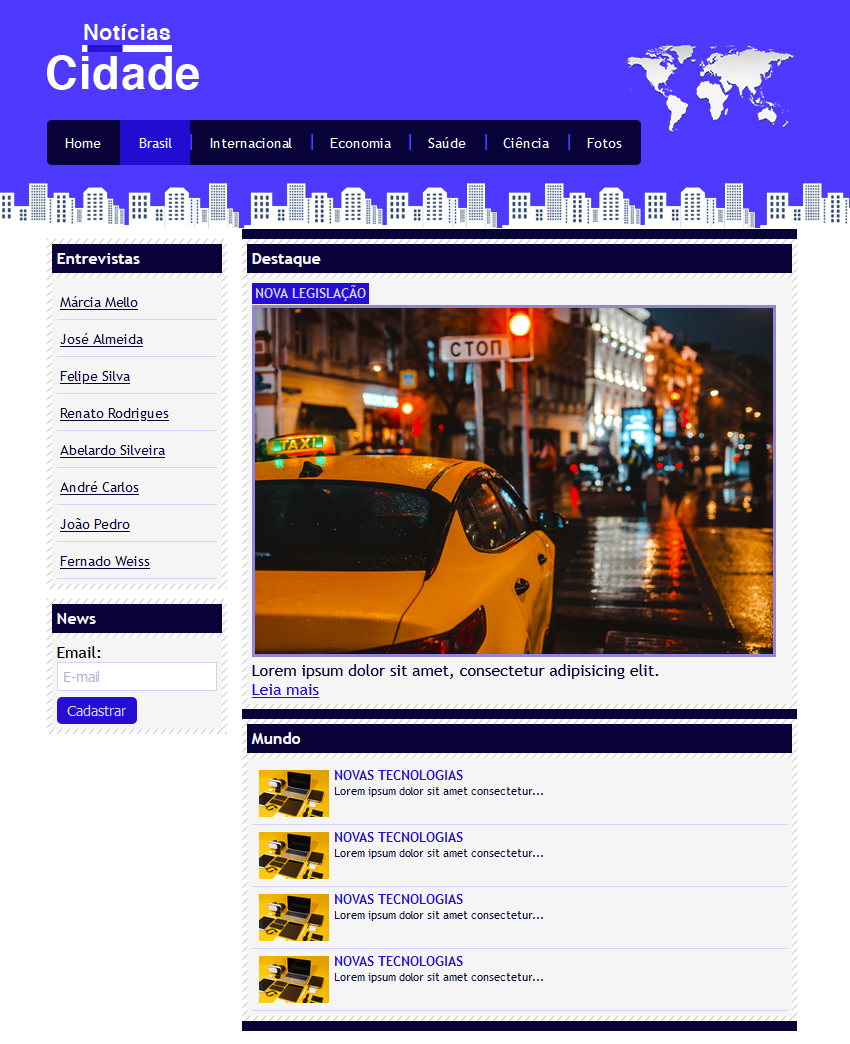 Notícias
Cidade
Home
Brasil
Internacional
Economia
Saúde
Ciência
Fotos
Entrevistas
Márcia Mello
José Almeida
Felipe Silva
Renato Rodrigues
Abelardo Silveira
André Carlos
João Pedro
Fernado Weiss
News
Email:
E-mail
Cadastrar
Destaque
NOVA LEGISLAÇÃO
СТОП
TAXI
Lorem ipsum dolor sit amet, consectetur adipisicing elit.
Leia mais
Mundo
NOVAS TECNOLOGIAS
Lorem ipsum dolor sit amet consectetur...
NOVAS TECNOLOGIAS
Lorem ipsum dolor sit amet consectetur...
NOVAS TECNOLOGIAS
Lorem ipsum dolor sit amet consectetur...
NOVAS TECNOLOGIAS
Lorem ipsum dolor sit amet consectetur...